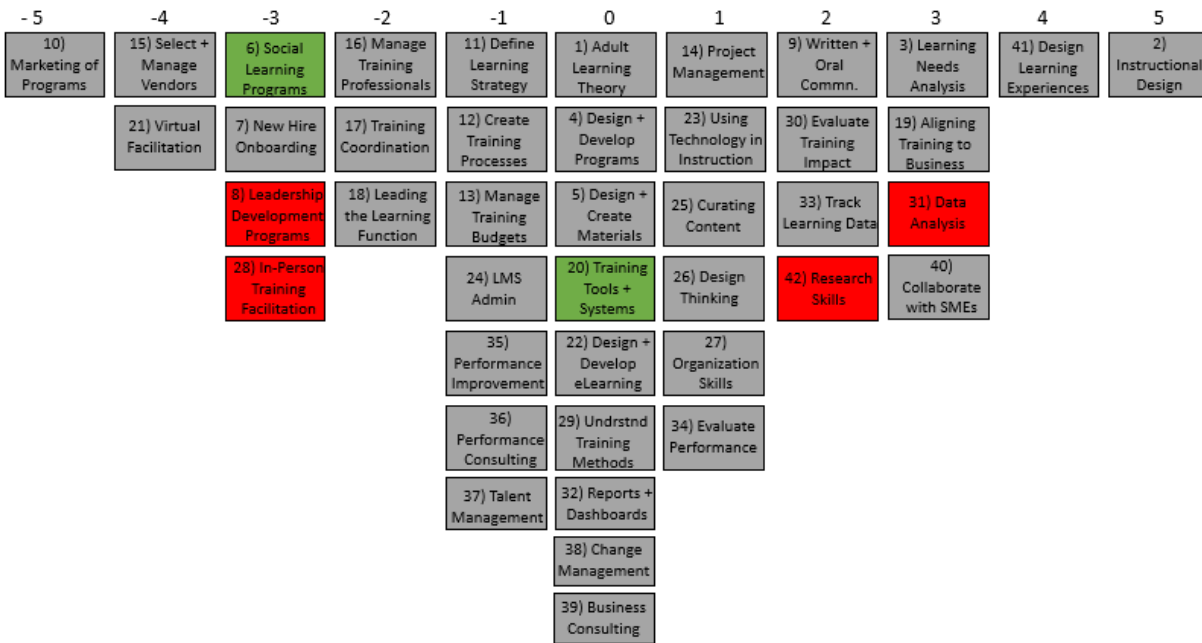 - 5 -4 -3 -2 -1 0 1 2 3 4 5
10)
Marketing of
Programs
15) Select +
Manage
Vendors
6) Social
Learning
Programs
16) Manage
Training
Professionals
11) Define
Learning
Strategy
1) Adult
Learning
Theory
14) Project
Management
9) Written +
Oral
Commn.
3) Learning
Needs
Analysis
41) Design
Learning
Experiences
2)
Instructional
Design
21) Virtual
Facilitation
7) New Hire
Onboarding
17) Training
Coordination
12) Create
Training
Processes
4) Design +
Develop
Programs
23) Using
Technology in
Instruction
30) Evaluate
Training
Impact
19) Aligning
Training to
Business
8) Leadership
Development
Programs
18) Leading
the Learning
Function
13) Manage
Training
Budgets
5) Design +
Create
Materials
25) Curating
Content
33) Track
Learning Data
31) Data
Analysis
28) In-Person
Training
Facilitation
24) LMS
Admin
20) Training
Tools +
Systems
26) Design
Thinking
42) Research
Skills
40)
Collaborate
with SMEs
35)
Performance
Improvement
22) Design +
Develop
eLearning
27)
Organization
Skills
36)
Performance
Consulting
29) Undrstnd
Training
Methods
34) Evaluate
Performance
37) Talent
Management
32) Reports +
Dashboards
38) Change
Management
39) Business
Consulting